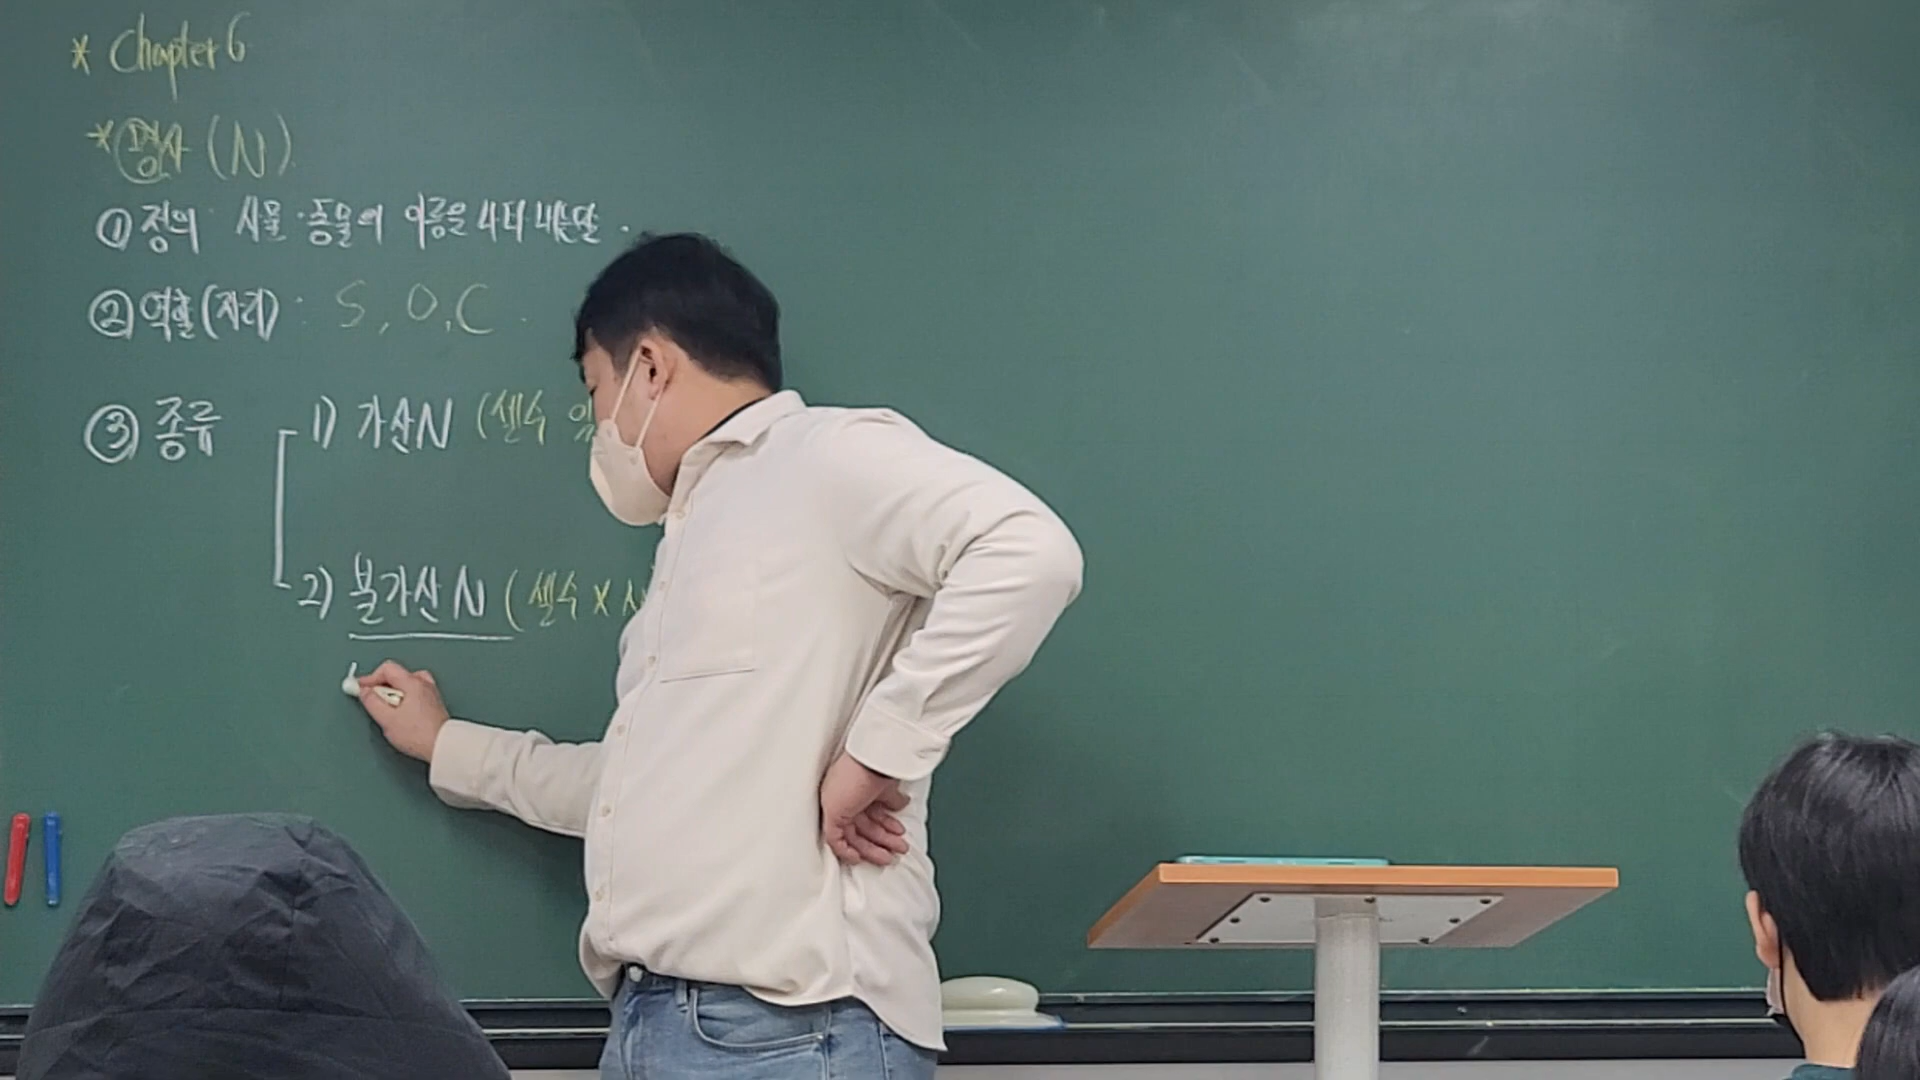 * Chapter 6
* 명사 (N)
① 정의 사물·동물의 이름을 나타내는 말.
② 역할(자리) : S, O, C.
③ 종류
1) 가산N (셀수
2) 불가산 N (셀수 X